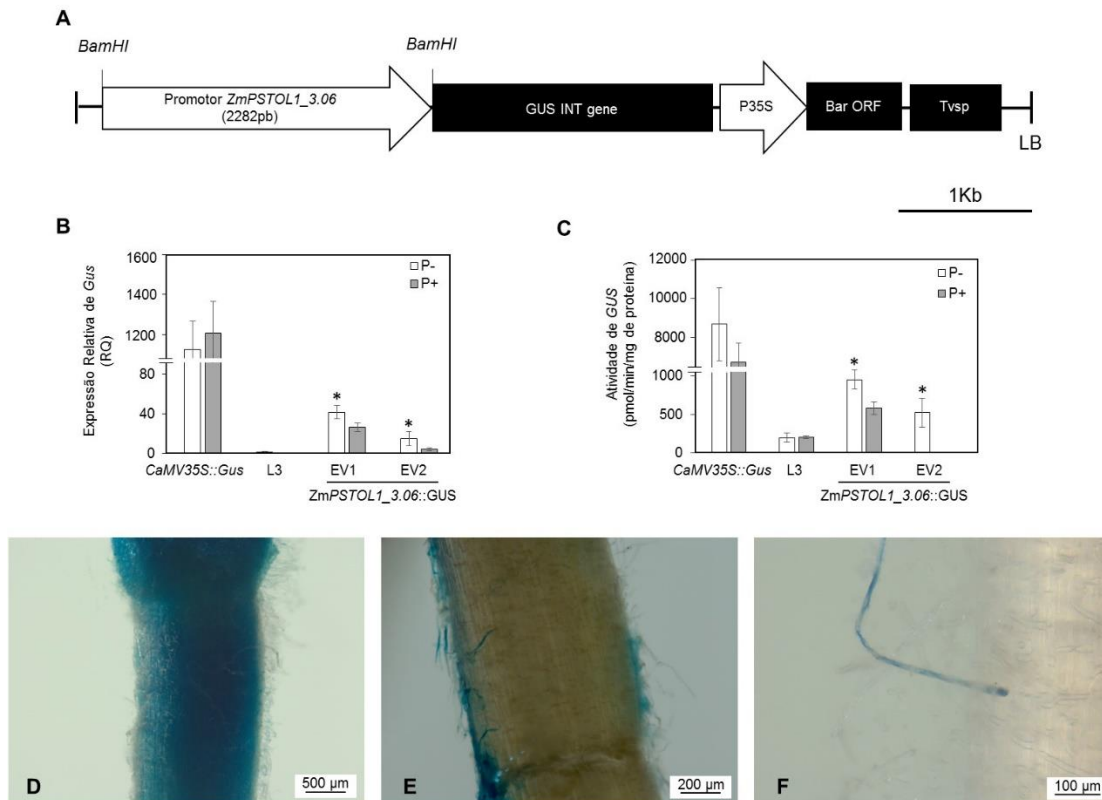 A
BamHI
BamHI
Promotor ZmPSTOL1_3.06
(2282pb)
GUS INT gene
P35S
Bar ORF
Tvsp
LB
1Kb
B
Expressão Relativa de Gus
(RQ)
1600
1400
1200
80
40
0
P-
P+
*
*
CaMV35S::Gus
L3
EV1
EV2
ZmPSTOL1_3.06::GUS
C
Atividade de GUS
(pmol/min/mg de proteína)
12000
10000
8000
6000
1000
500
0
P-
P+
*
*
CaMV35S::Gus
L3
EV1
EV2
ZmPSTOL1_3.06::GUS
D
500 µm
E
200 µm
F
100 µm